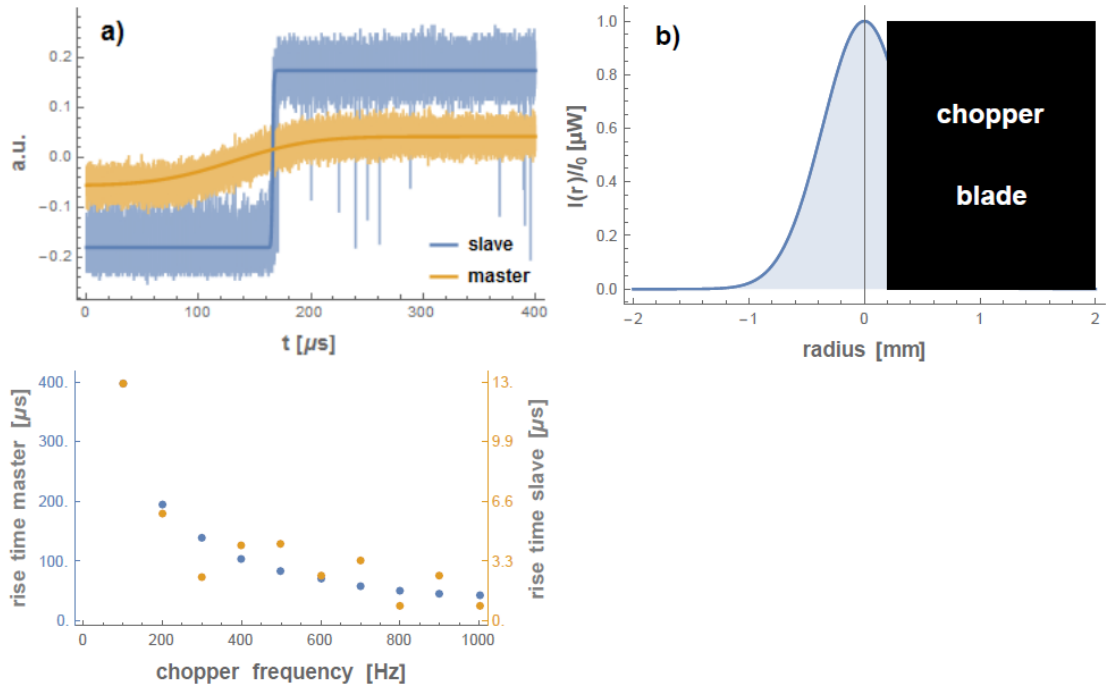 a)
a.u.
0.2
0.1
0.0
−0.1
−0.2
slave
master
0
100
200
300
400
t [µs]
b)
I(r)/I₀ [µW]
1.0
0.8
0.6
0.4
0.2
0.0
chopper
blade
−2
−1
0
1
2
radius [mm]
rise time master [µs]
400.
300.
200.
100.
0.
13.
9.9
6.6
3.3
0.
rise time slave [µs]
0
200
400
600
800
1000
chopper frequency [Hz]